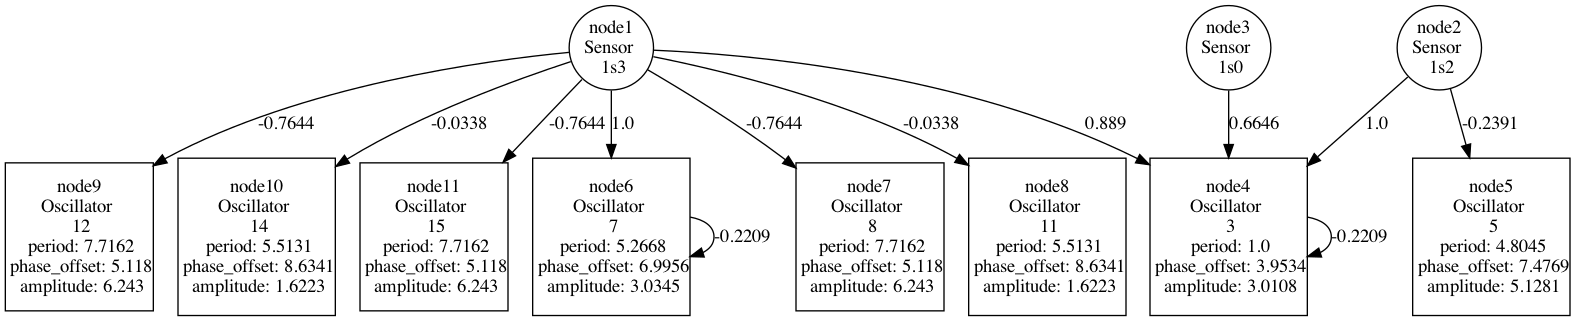 node1
Sensor
1s3
node3
Sensor
1s0
node2
Sensor
1s2
-0.7644
-0.0338
-0.7644
1.0
-0.7644
-0.0338
0.889
0.6646
1.0
-0.2391
node9
Oscillator
12
period: 7.7162
phase_offset: 5.118
amplitude: 6.243
node10
Oscillator
14
period: 5.5131
phase_offset: 8.6341
amplitude: 1.6223
node11
Oscillator
15
period: 7.7162
phase_offset: 5.118
amplitude: 6.243
node6
Oscillator
7
period: 5.2668
phase_offset: 6.9956
amplitude: 3.0345
-0.2209
node7
Oscillator
8
period: 7.7162
phase_offset: 5.118
amplitude: 6.243
node8
Oscillator
11
period: 5.5131
phase_offset: 8.6341
amplitude: 1.6223
node4
Oscillator
3
period: 1.0
phase_offset: 3.9534
amplitude: 3.0108
-0.2209
node5
Oscillator
5
period: 4.8045
phase_offset: 7.4769
amplitude: 5.1281